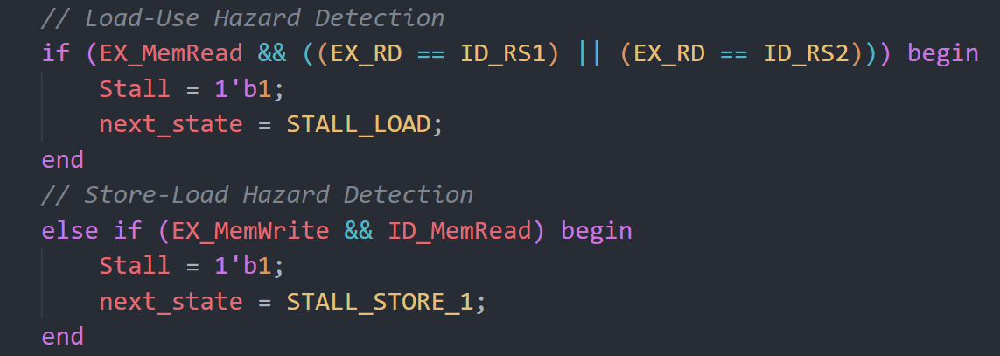 // Load-Use Hazard Detection
if (EX_MemRead && ((EX_RD == ID_RS1) || (EX_RD == ID_RS2))) begin
Stall = 1'b1;
next_state = STALL_LOAD;
end
// Store-Load Hazard Detection
else if (EX_MemWrite && ID_MemRead) begin
Stall = 1'b1;
next_state = STALL_STORE_1;
end